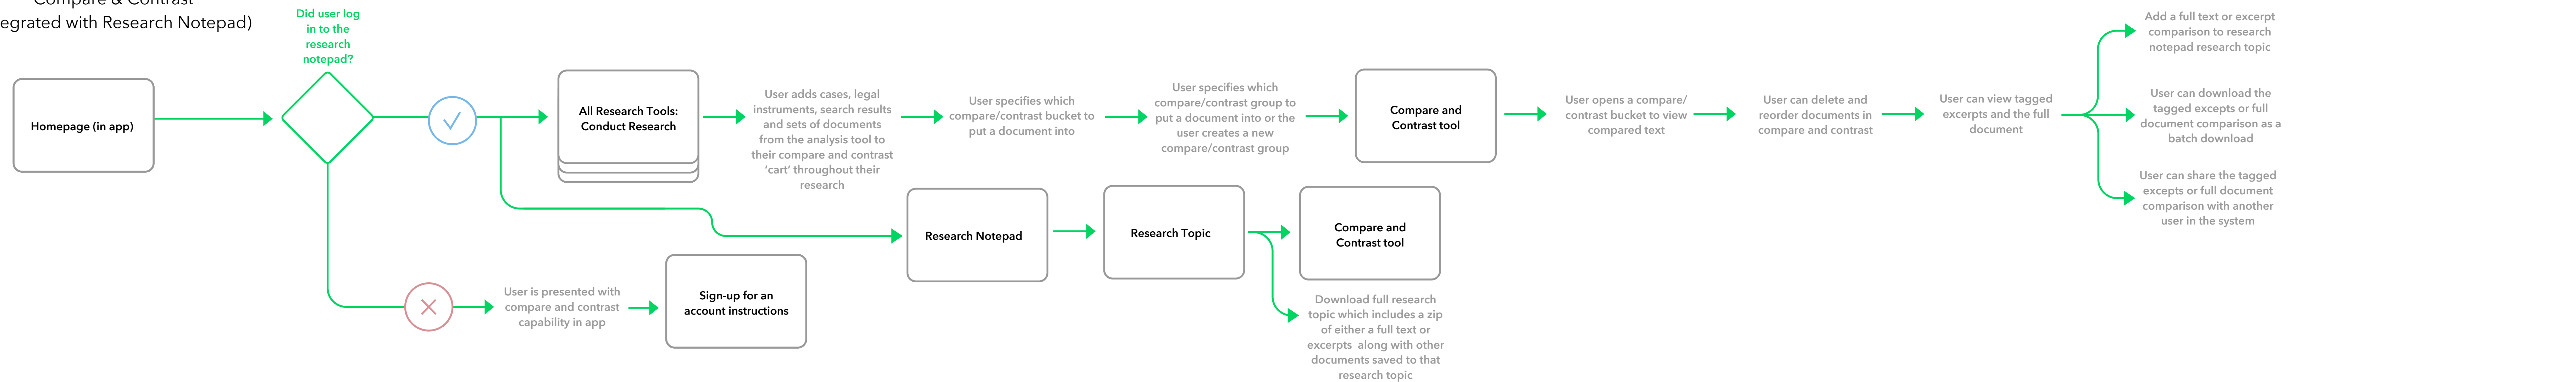 Compare & Contrast
egrated with Research Notepad)
Did user log
in to the
research
notepad?
Homepage (in app)
All Research Tools:
Conduct Research
User adds cases, legal
instruments, search results
and sets of documents
from the analysis tool to
their compare and contrast
‘cart’ throughout their
research
User specifies which
compare/contrast bucket to
put a document into
User specifies which
compare/contrast group to
put a document into or the
user creates a new
compare/contrast group
Compare and
Contrast tool
User opens a compare/
contrast bucket to view
compared text
User can delete and
reorder documents in
compare and contrast
User can view tagged
excerpts and the full
document
Add a full text or excerpt
comparison to research
notepad research topic
User can download the
tagged excepts or full
document comparison as a
batch download
User can share the tagged
excepts or full document
comparison with another
user in the system
Research Notepad
Research Topic
Compare and
Contrast tool
Download full research
topic which includes a zip
of either a full text or
excerpts along with other
documents saved to that
research topic
User is presented with
compare and contrast
capability in app
Sign-up for an
account instructions